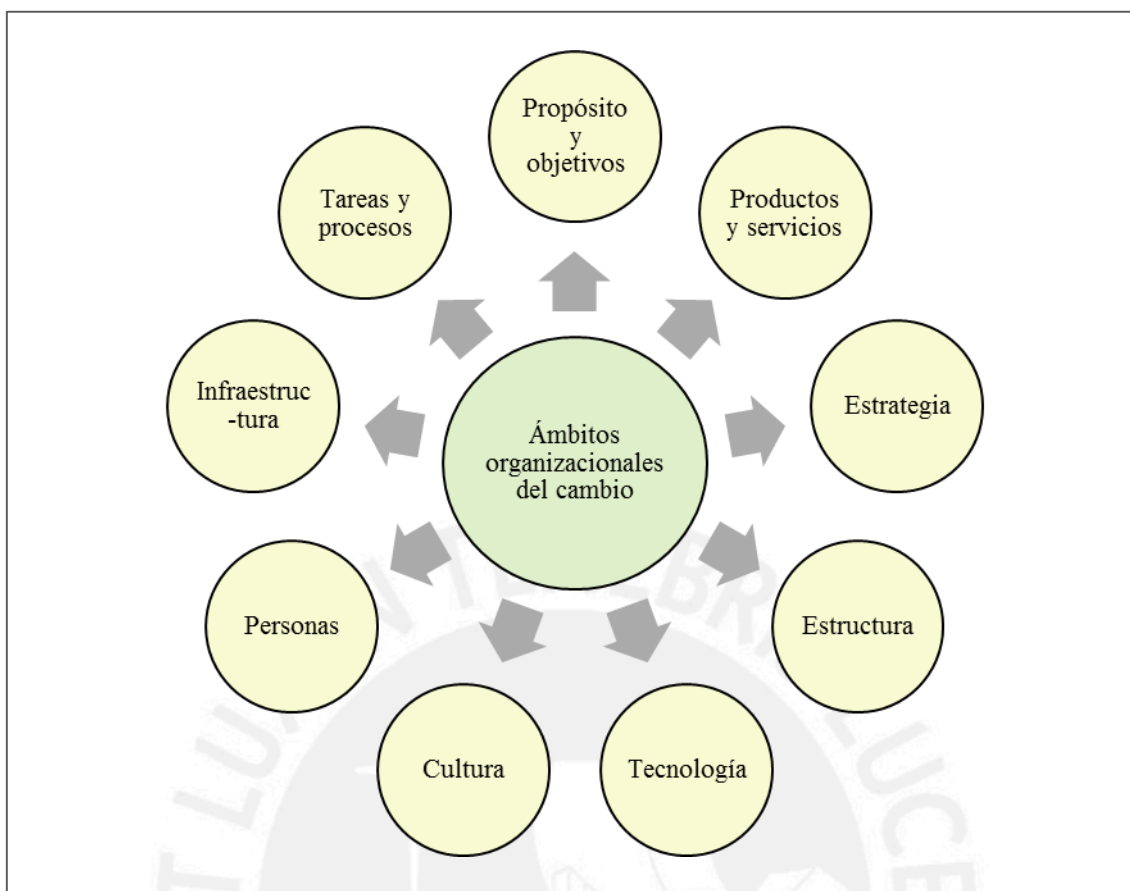 Propósito
y
objetivos
Productos
y servicios
Estrategia
Estructura
Tecnología
Cultura
Personas
Infraestruc
-tura
Tareas y
procesos
Ámbitos
organizacionales
del cambio